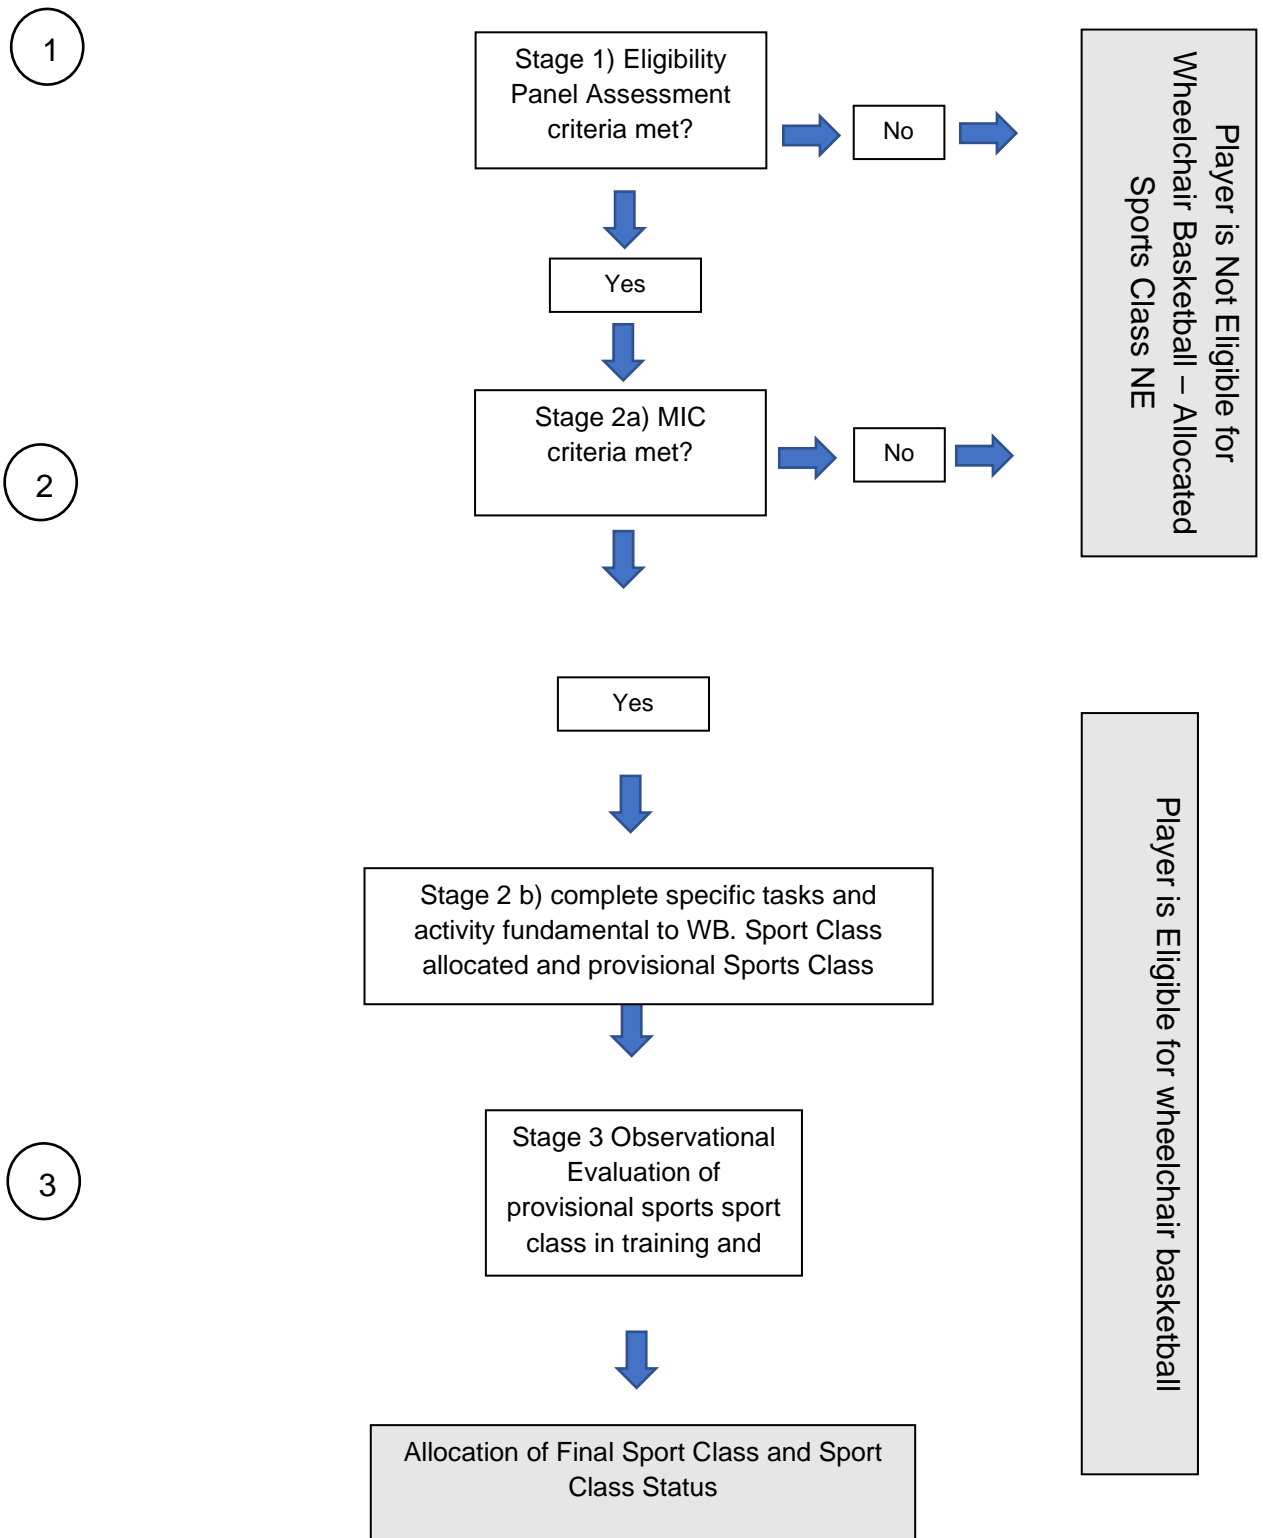 1
Stage 1) Eligibility
Panel Assessment
criteria met?
No
Player is Not Eligible for
Wheelchair Basketball – Allocated
Sports Class NE
Yes
2
Stage 2a) MIC
criteria met?
No
Yes
Player is Eligible for wheelchair basketball
Stage 2 b) complete specific tasks and
activity fundamental to WB. Sport Class
allocated and provisional Sports Class
3
Stage 3 Observational
Evaluation of
provisional sports sport
class in training and
Allocation of Final Sport Class and Sport
Class Status